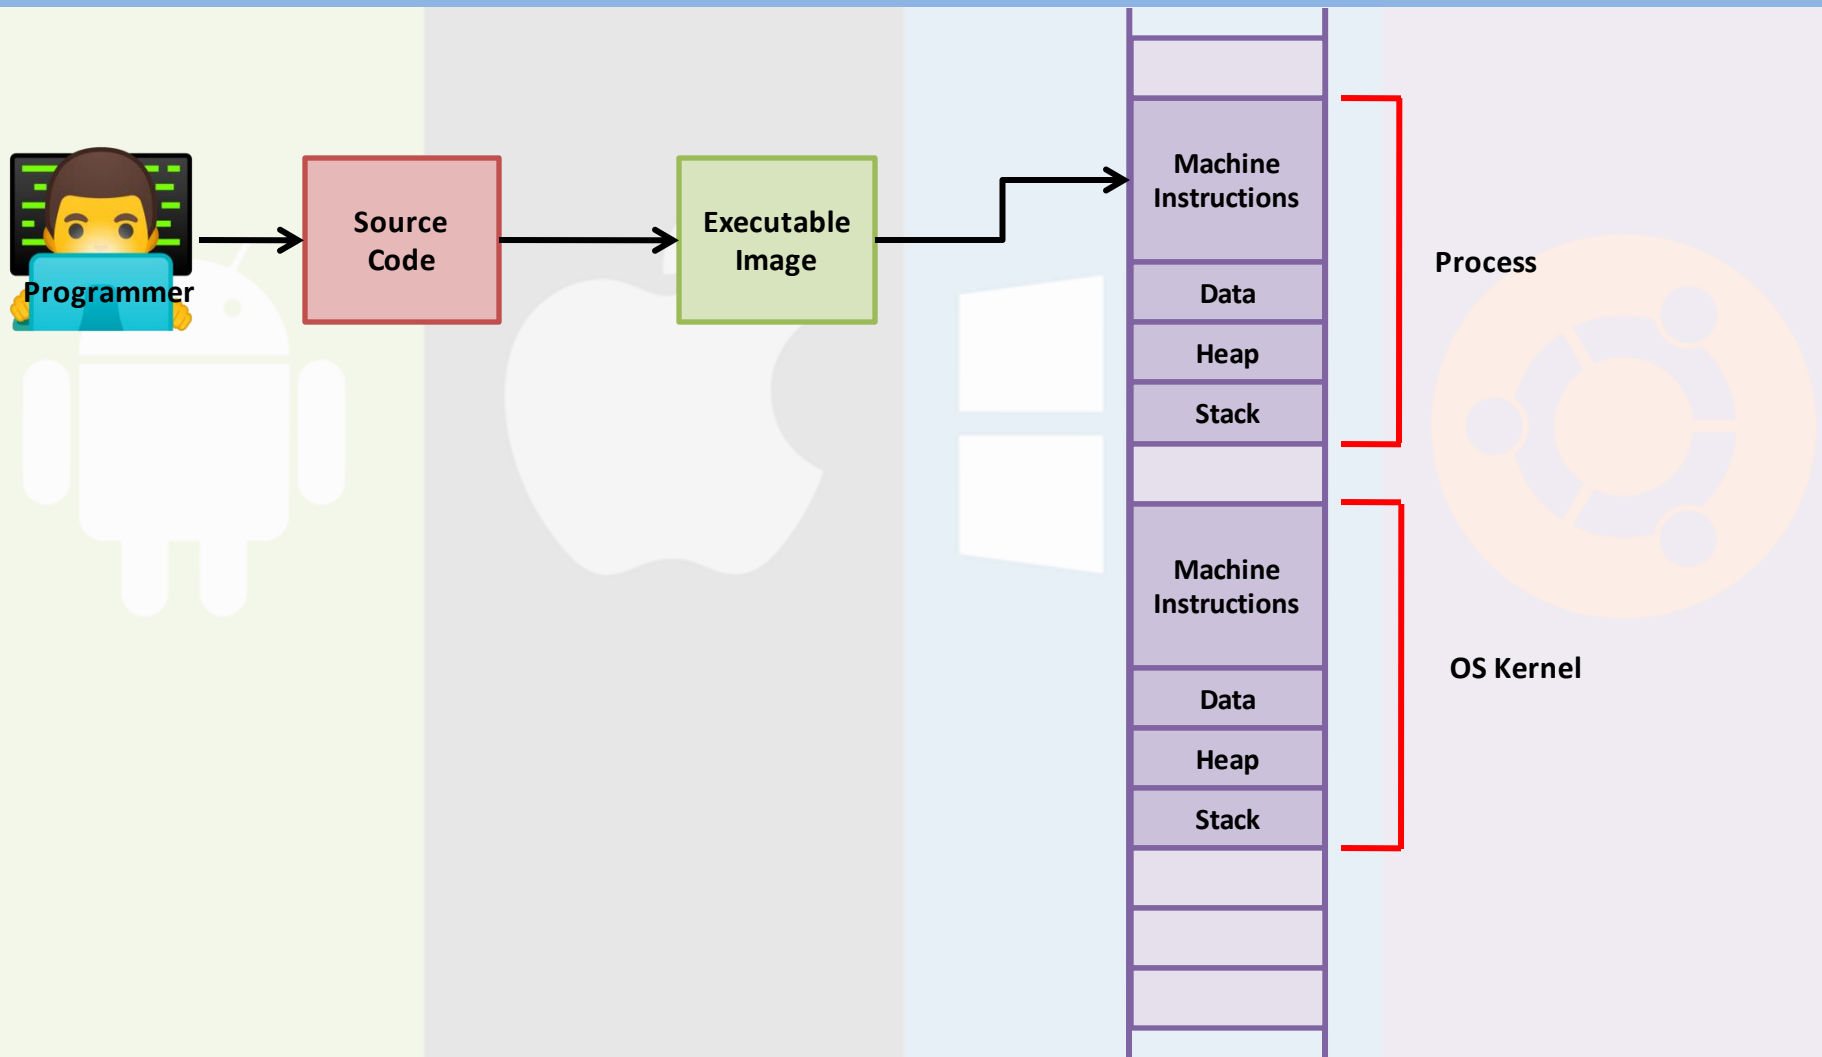 Programmer
Source
Code
Executable
Image
Machine
Instructions
Data
Heap
Stack
Process
Machine
Instructions
Data
Heap
Stack
OS Kernel